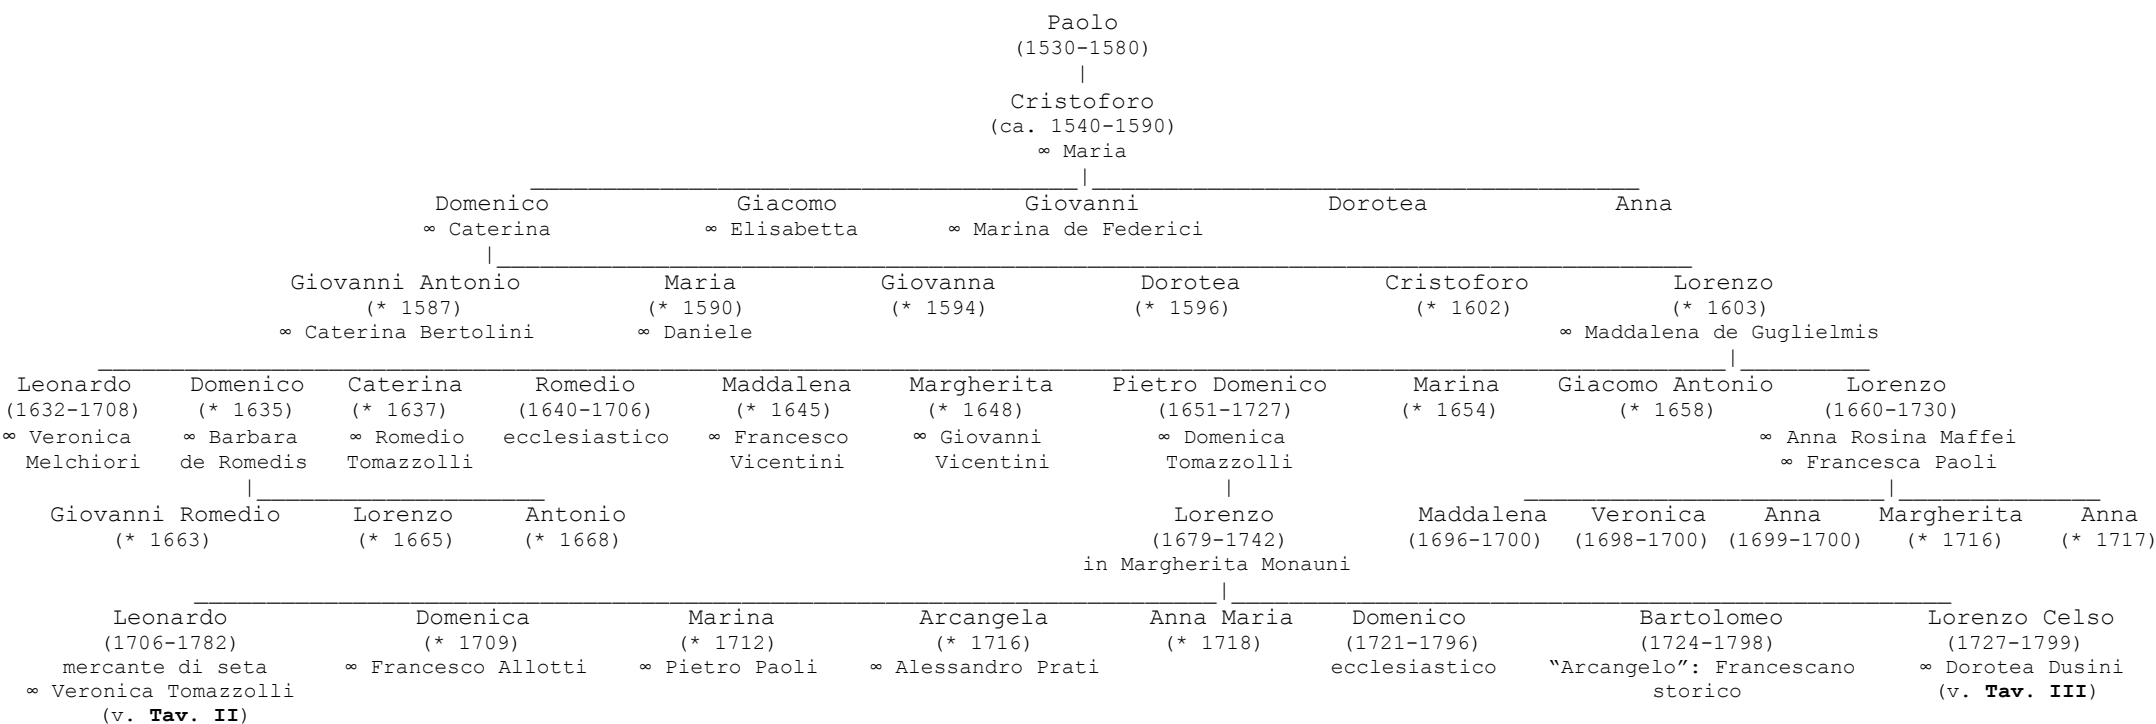 Paolo
(1530-1580)
|
Cristoforo
(ca. 1540-1590)
∞ Maria
Domenico Giacomo Giovanni Dorotea Anna
∞ Caterina ∞ Elisabetta ∞ Marina de Federici
Giovanni Antonio Maria Giovanna Dorotea Cristoforo Lorenzo
(* 1587) (* 1590) (* 1594) (* 1596) (* 1602) (* 1603)
∞ Caterina Bertolini ∞ Daniele ∞ Maddalena de Guglielmis
Leonardo Domenico Caterina Romedio Maddalena Margherita Pietro Domenico Marina Giacomo Antonio Lorenzo
(1632-1708) (* 1635) (* 1637) (1640-1706) (* 1645) (* 1648) (1651-1727) (* 1654) (* 1658) (1660-1730)
∞ Veronica ∞ Barbara ∞ Romedio ecclesiastico ∞ Francesco ∞ Giovanni ∞ Domenica ∞ Anna Rosina Maffei
Melchiori de Romedis Tomazzolli Vicentini Vicentini Tomazzolli ∞ Francesca Paoli
Giovanni Romedio Lorenzo Antonio Lorenzo Maddalena Veronica Anna Margherita Anna
(* 1663) (* 1665) (* 1668) (1679-1742) (1696-1700) (1698-1700) (1699-1700) (* 1716) (* 1717)
in Margherita Monauni
Leonardo Domenica Marina Arcangela Anna Maria Domenico Bartolomeo Lorenzo Celso
(1706-1782) (* 1709) (* 1712) (* 1716) (* 1718) (1721-1796) (1724-1798) (1727-1799)
mercante di seta ∞ Francesco Allotti ∞ Pietro Paoli ∞ Alessandro Prati ecclesiastico “Arcangelo”: Francescano ∞ Dorotea Dusini
∞ Veronica Tomazzolli storico (v. Tav. III)
(v. Tav. II)